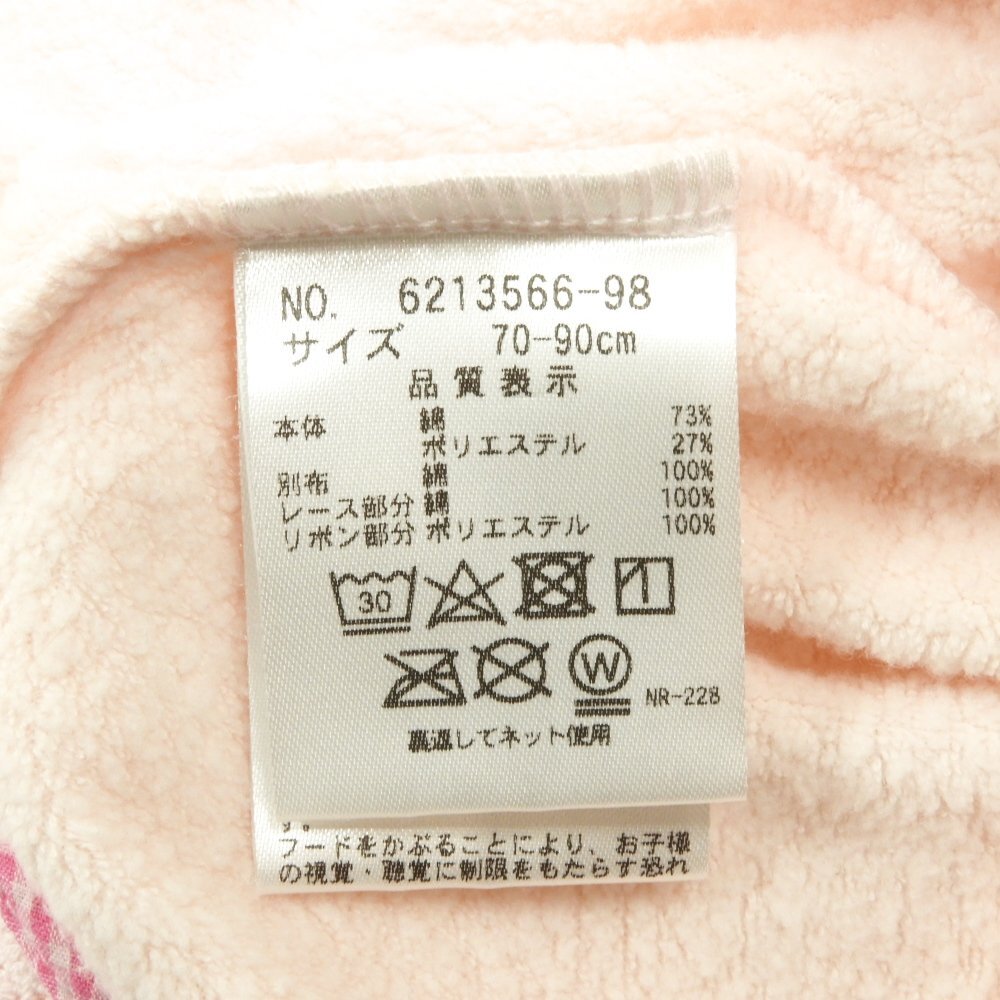 NO. 6213566-98
サイズ 70-90cm
品質表示
本体 綿 73%
ポリエステル 27%
別布 綿 100%
レース部分 綿 100%
リボン部分 ポリエステル 100%
30
W
NR-228
裏返してネット使用
す。
フードをかぶることにより、お子様
の視覚・聴覚に制限をもたらす恐れ